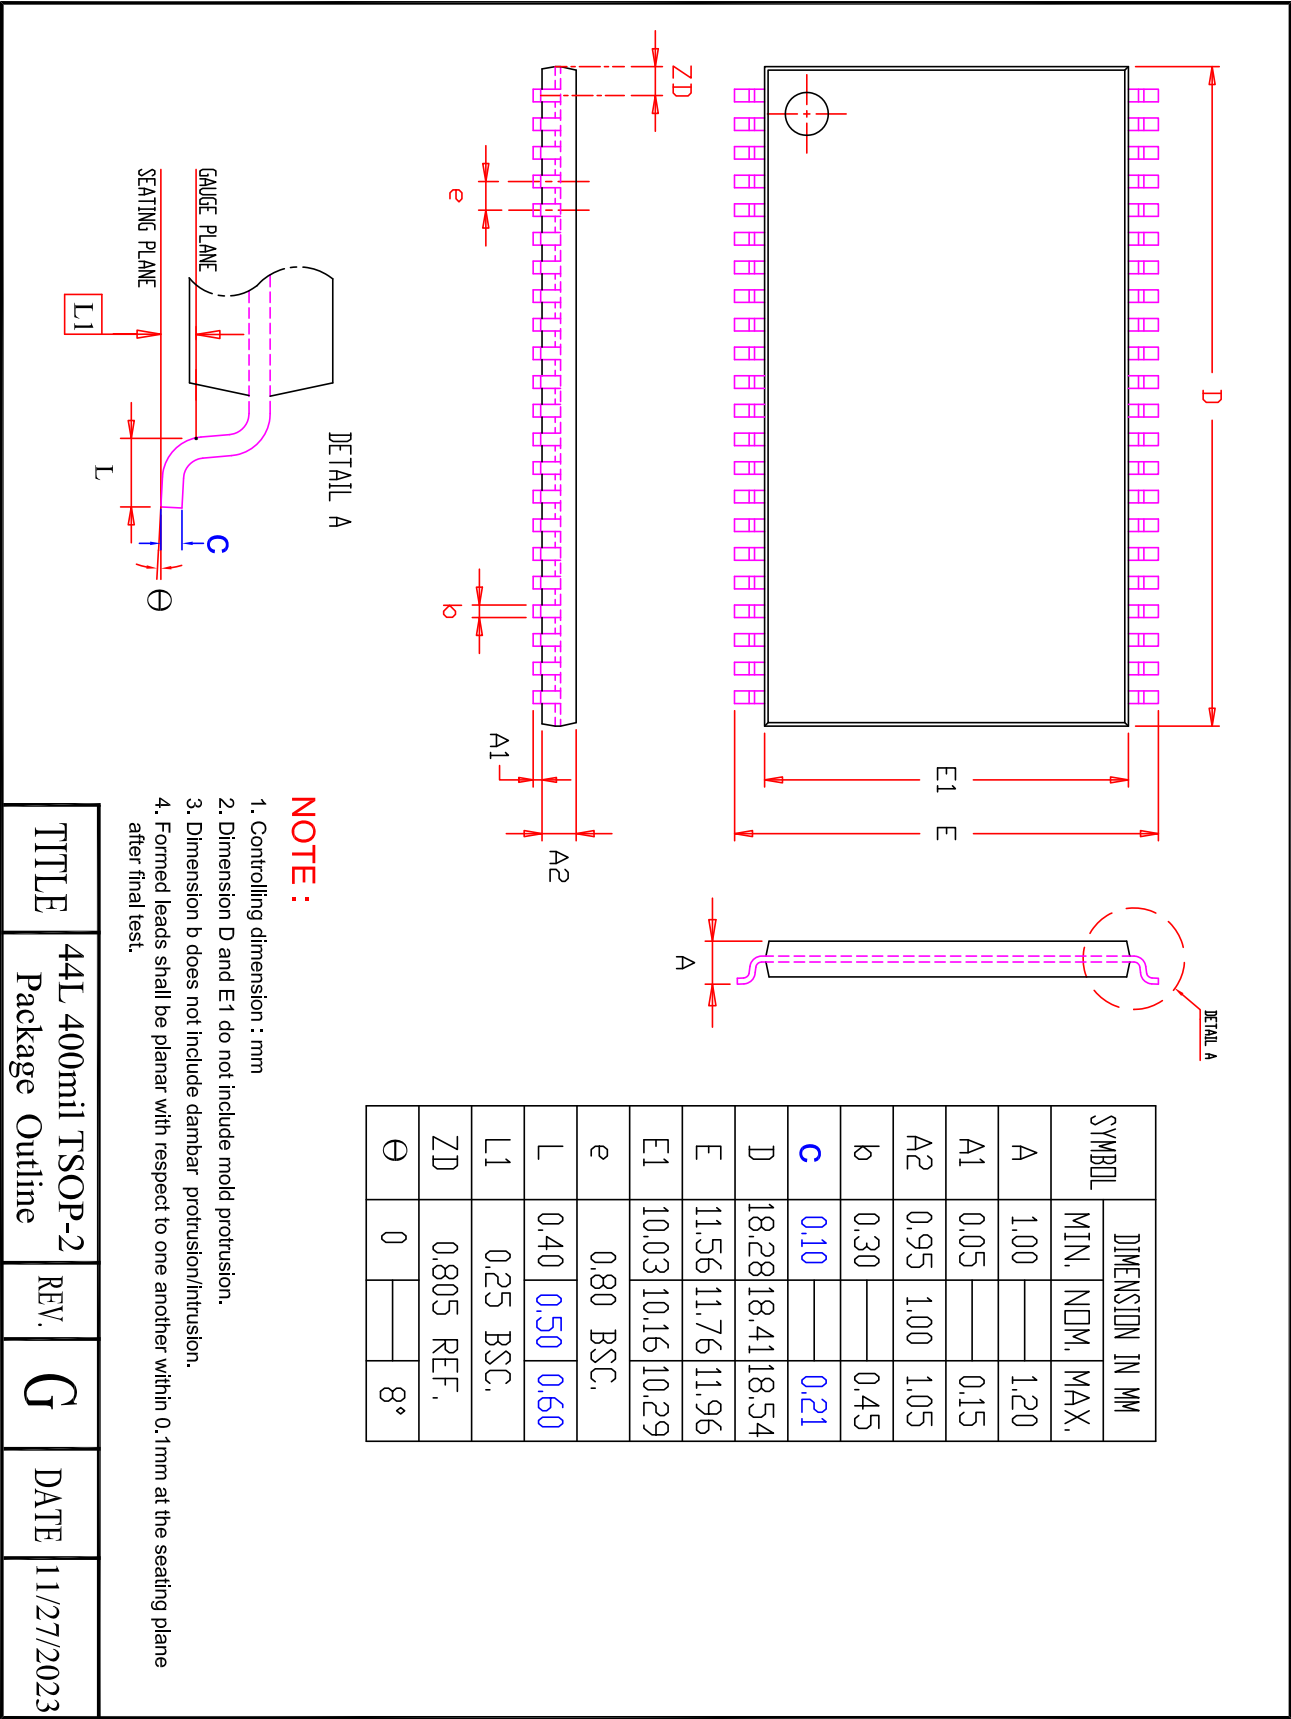 D
E1
E
ZD
e
b
A1
A2
A
DETAIL A
DETAIL A
GAUGE PLANE
SEATING PLANE
L1
L
C
Θ
SYMBOL DIMENSION IN MM
MIN. NOM. MAX.
A 1.00 — 1.20
A1 0.05 — 0.15
A2 0.95 1.00 1.05
b 0.30 — 0.45
C 0.10 — 0.21
D 18.28 18.41 18.54
E 11.56 11.76 11.96
E1 10.03 10.16 10.29
e 0.80 BSC.
L 0.40 0.50 0.60
L1 0.25 BSC.
ZD 0.805 REF.
Θ 0 — 8°
NOTE :
1. Controlling dimension : mm
2. Dimension D and E1 do not include mold protrusion.
3. Dimension b does not include dambar protrusion/intrusion.
4. Formed leads shall be planar with respect to one another within 0.1mm at the seating plane
after final test.
TITLE
44L 400mil TSOP-2
Package Outline
REV.
G
DATE
11/27/2023